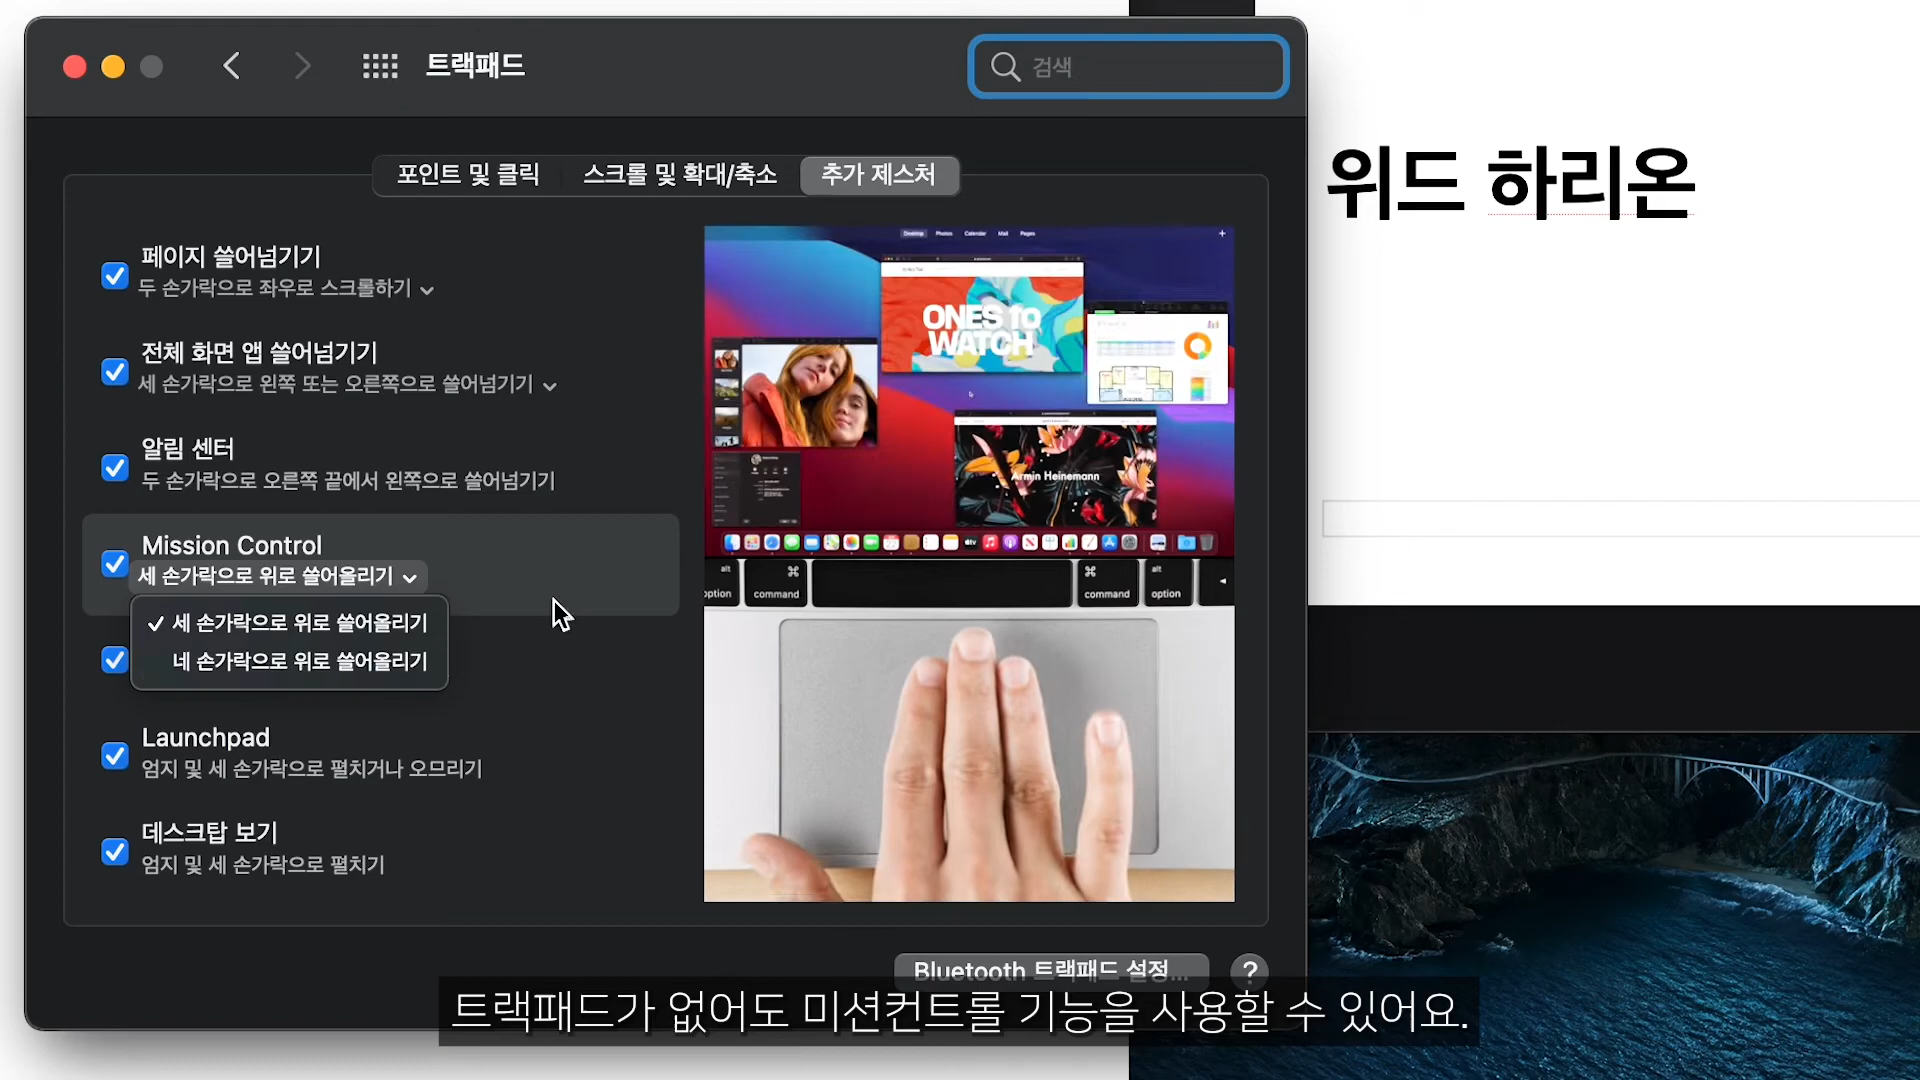 트랙패드
검색
포인트 및 클릭
스크롤 및 확대/축소
추가 제스처
위드 하리온
페이지 쓸어넘기기
두 손가락으로 좌우로 스크롤하기
전체 화면 앱 쓸어넘기기
세 손가락으로 왼쪽 또는 오른쪽으로 쓸어넘기기
알림 센터
두 손가락으로 오른쪽 끝에서 왼쪽으로 쓸어넘기기
Mission Control
세 손가락으로 위로 쓸어올리기
세 손가락으로 위로 쓸어올리기
네 손가락으로 위로 쓸어올리기
Launchpad
엄지 및 세 손가락으로 펼치거나 오므리기
데스크탑 보기
엄지 및 세 손가락으로 펼치기
Desktop Photos Calendar Mail Pages
ONES to
WATCH
Armin Heinemann
alt
⌘
⌘
alt
option
command
command
option
Bluetooth 트랙패드 설정...
?
트랙패드가 없어도 미션컨트롤 기능을 사용할 수 있어요.